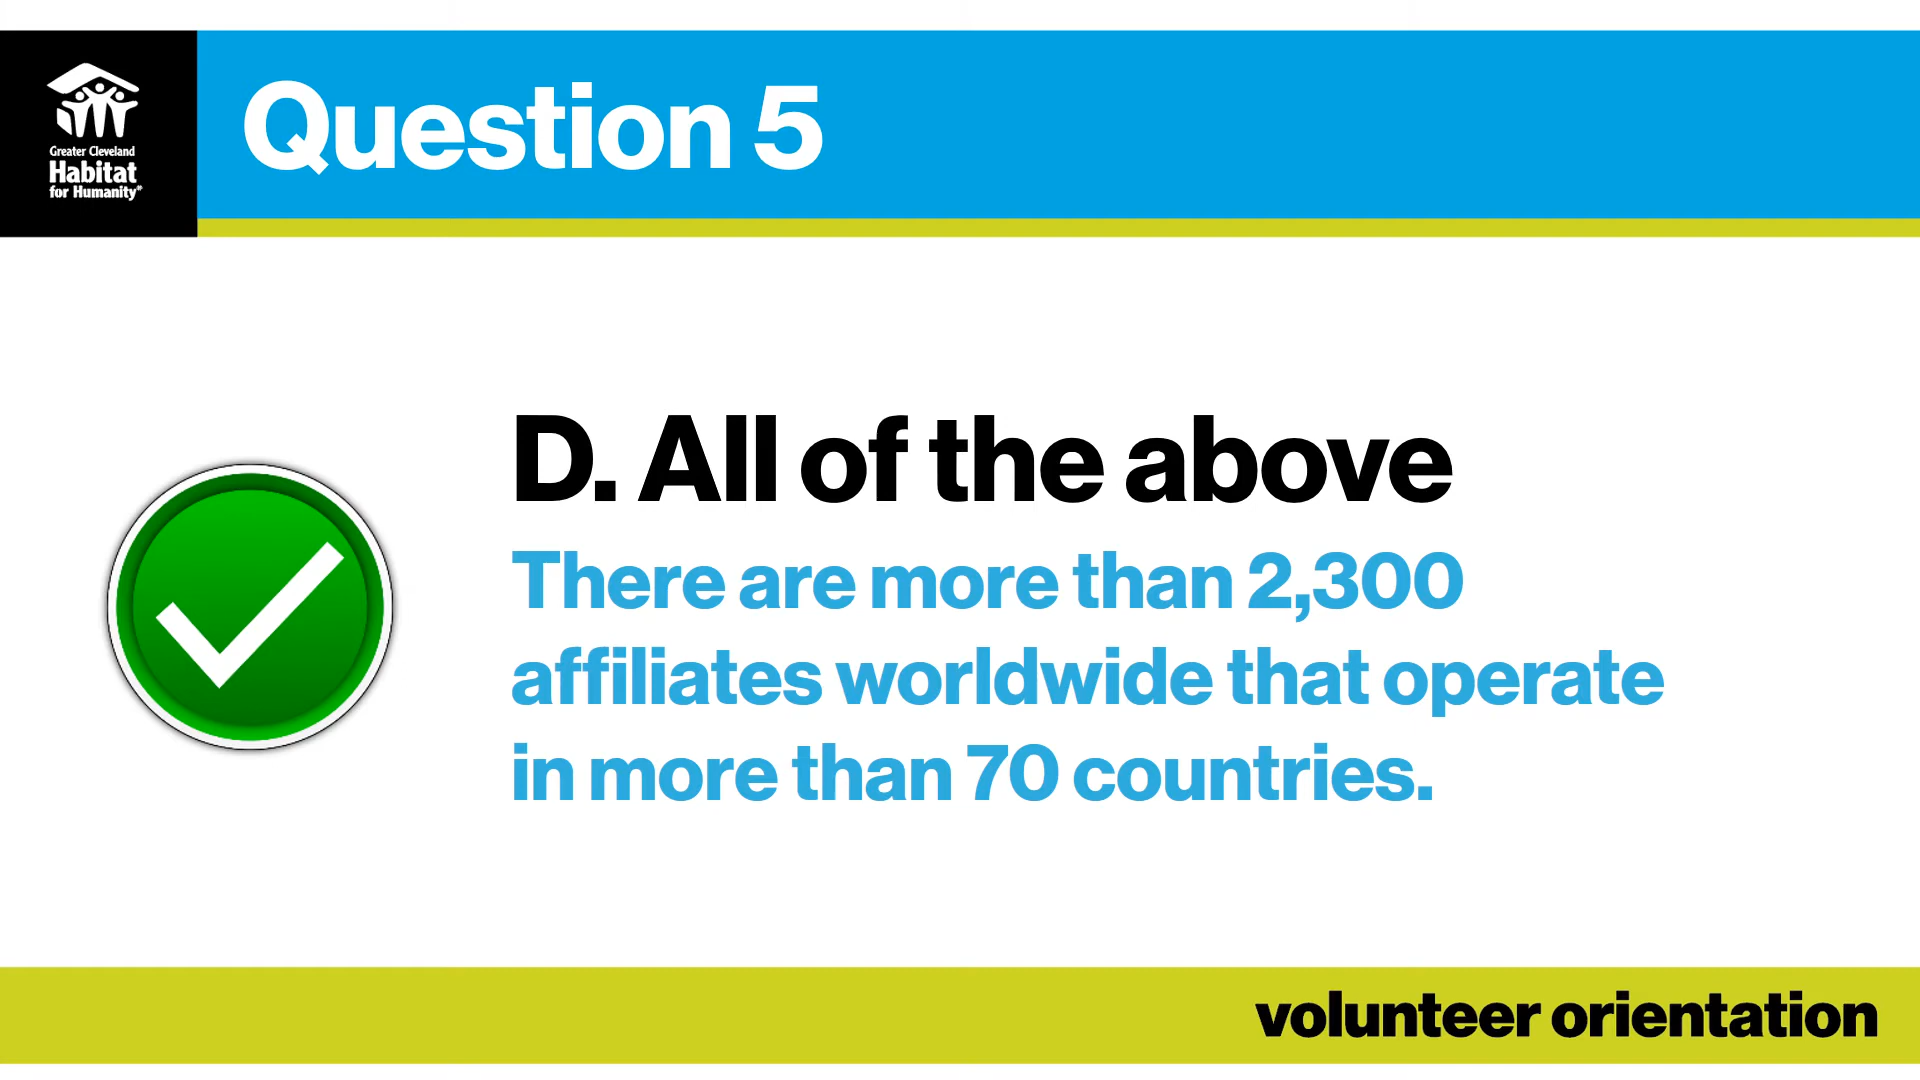 Greater Cleveland
Habitat
for Humanity®
Question 5
D. All of the above
There are more than 2,300
affiliates worldwide that operate
in more than 70 countries.
volunteer orientation